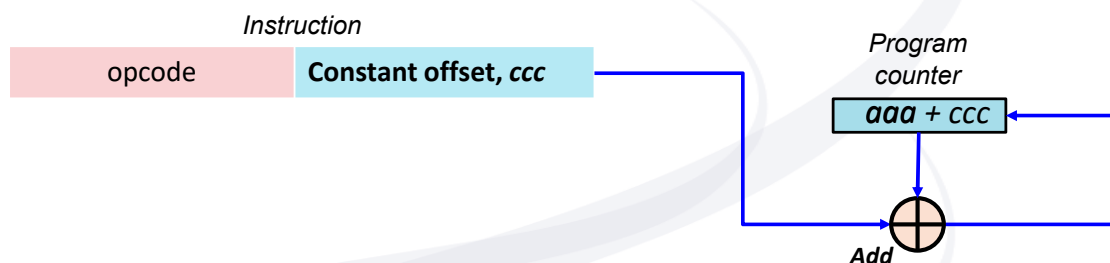 Instruction
opcode
Constant offset, ccc
Program
counter
aaa + ccc
Add